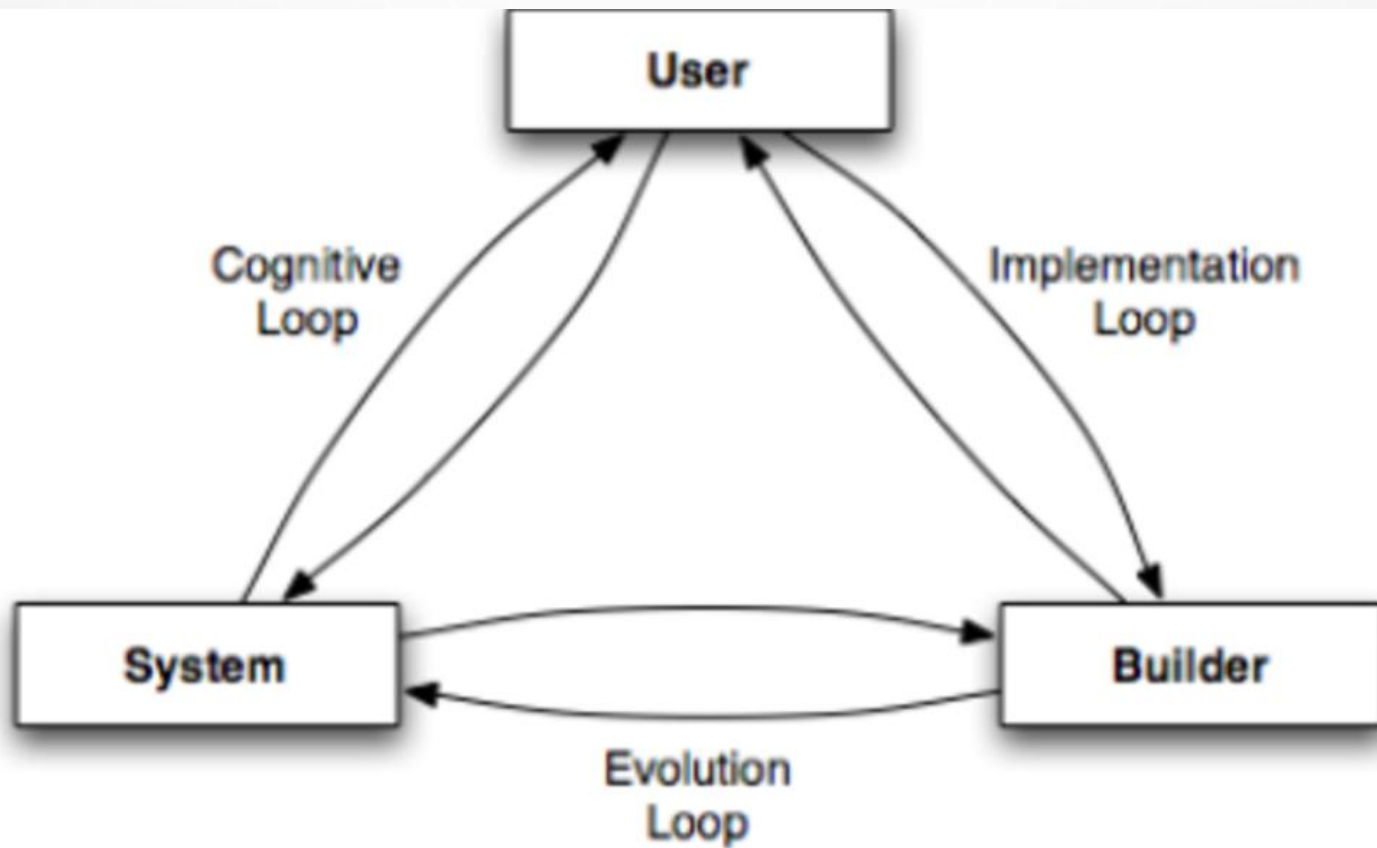 User
Cognitive
Loop
Implementation
Loop
System
Builder
Evolution
Loop